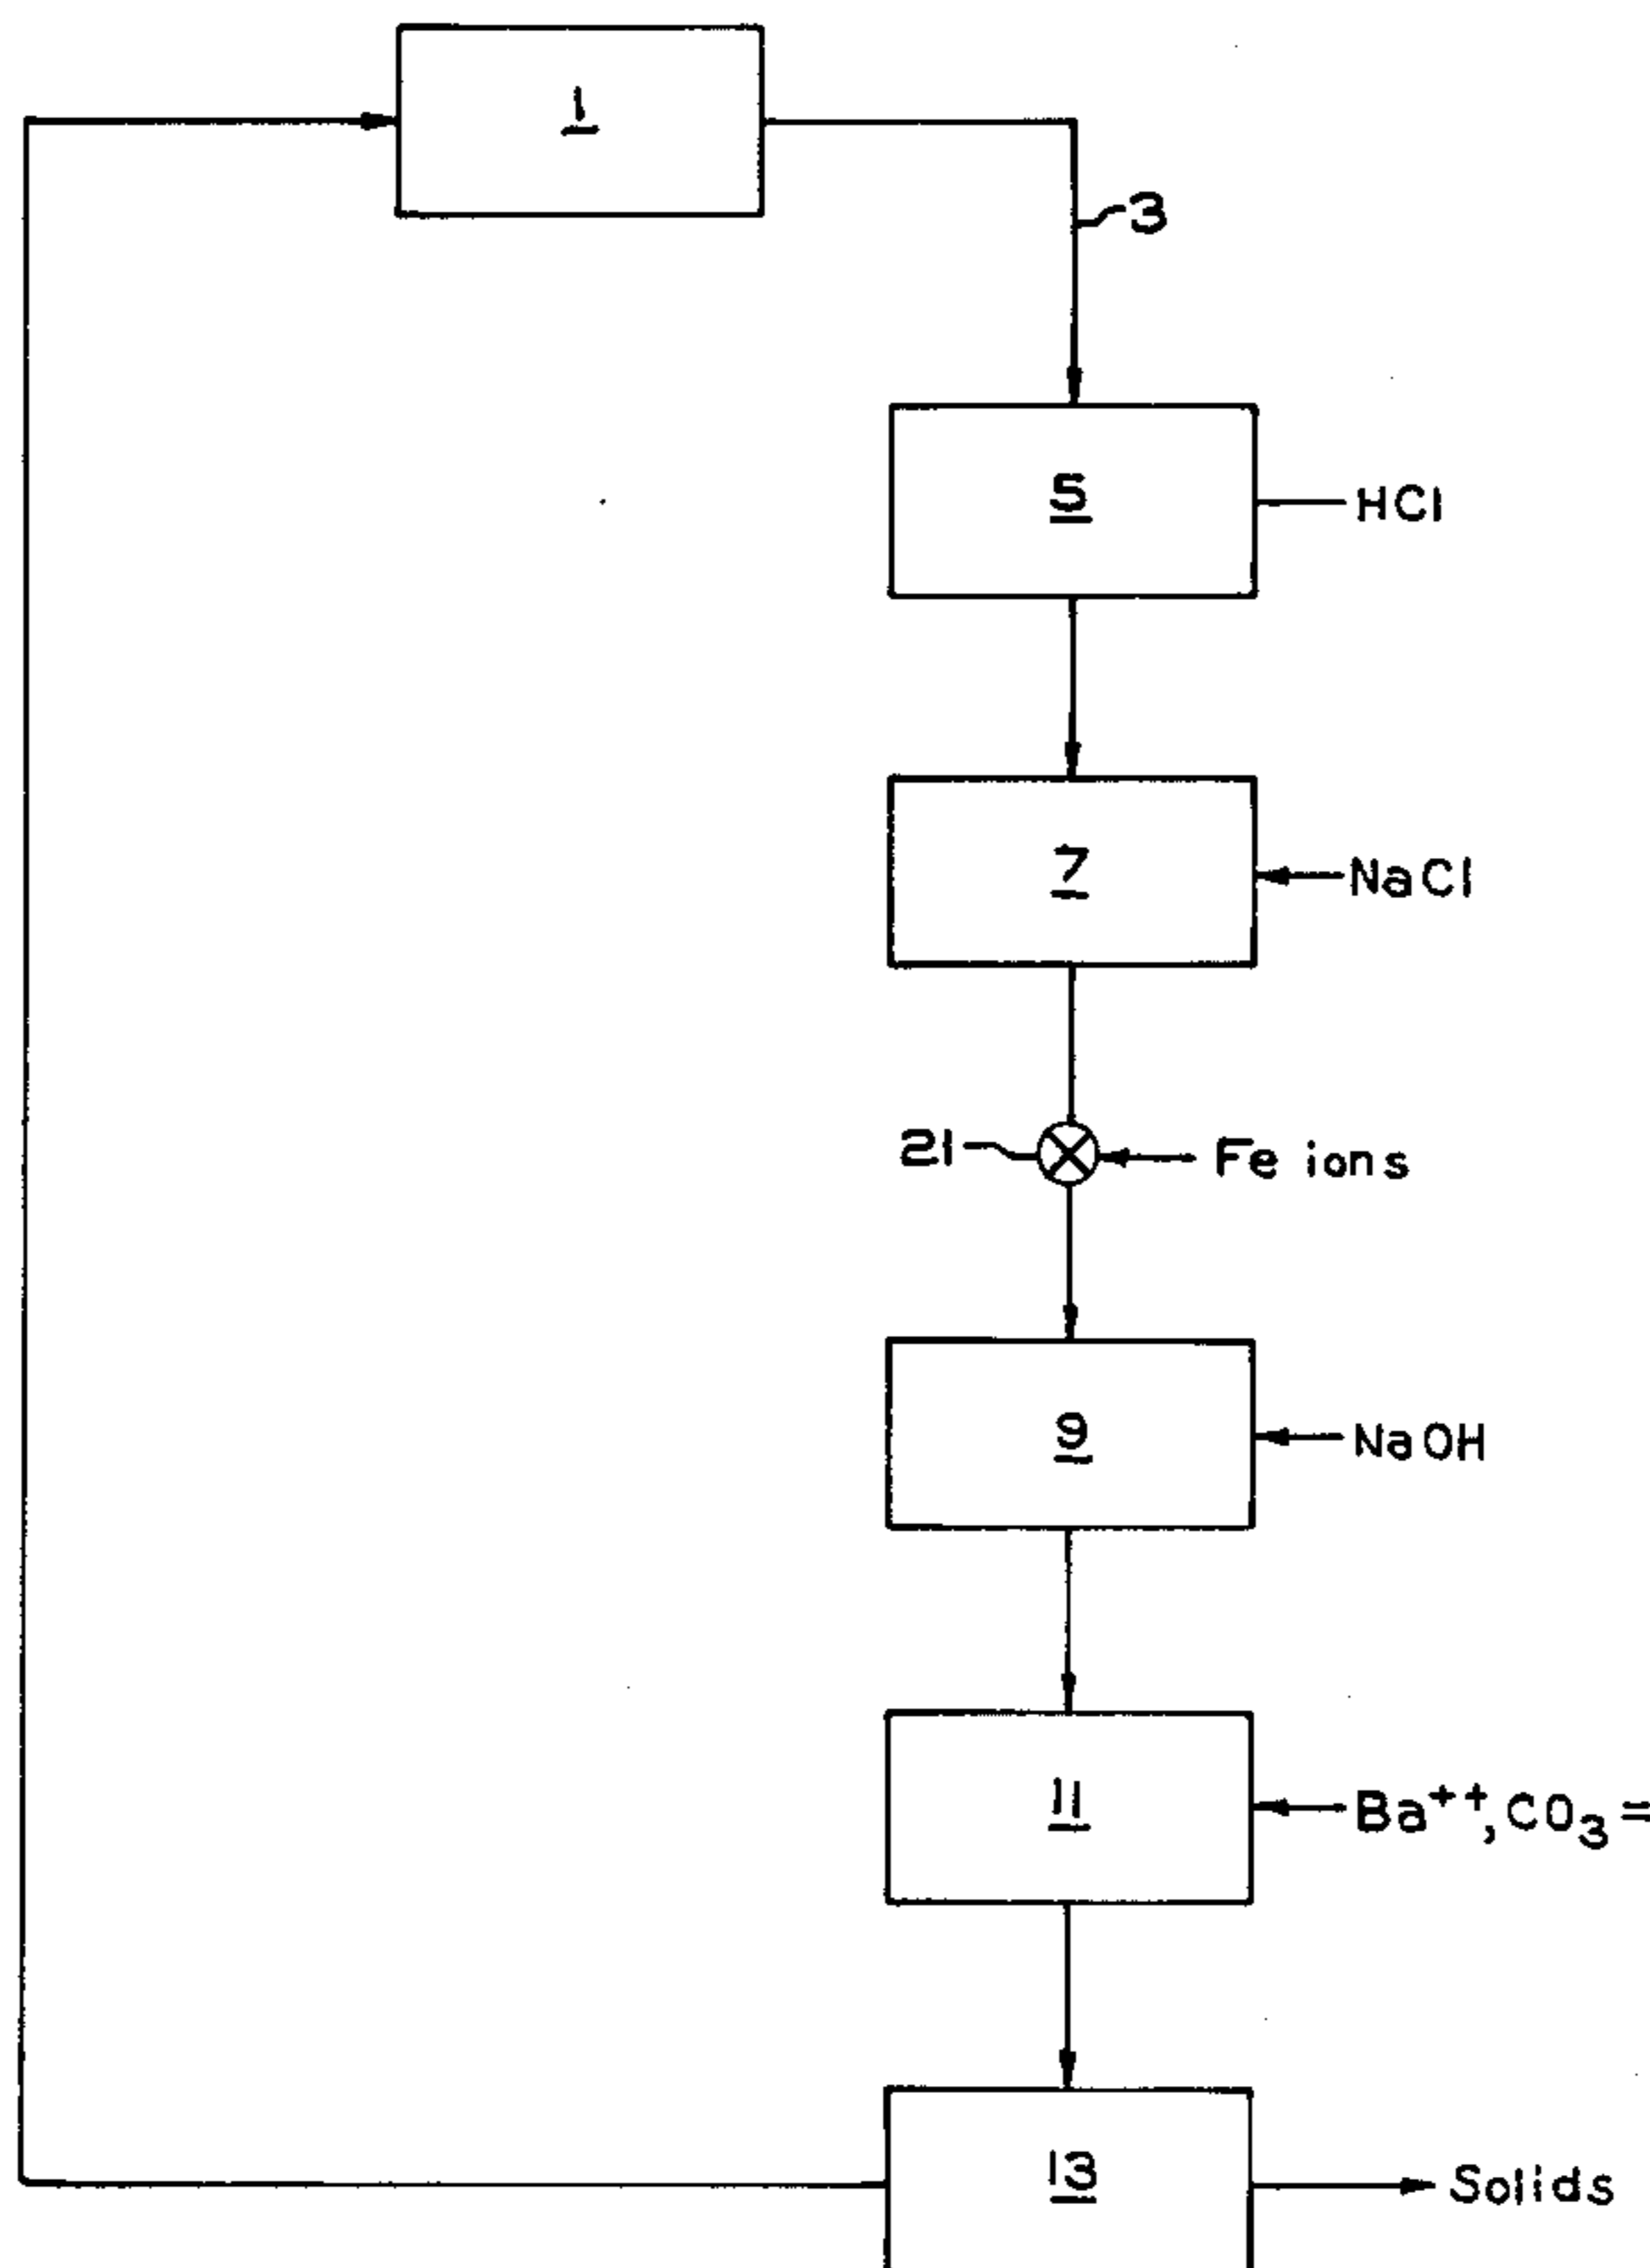 1
3
5
HCl
7
NaCl
21
Fe ions
9
NaOH
11
Ba++,CO3=
13
Solids